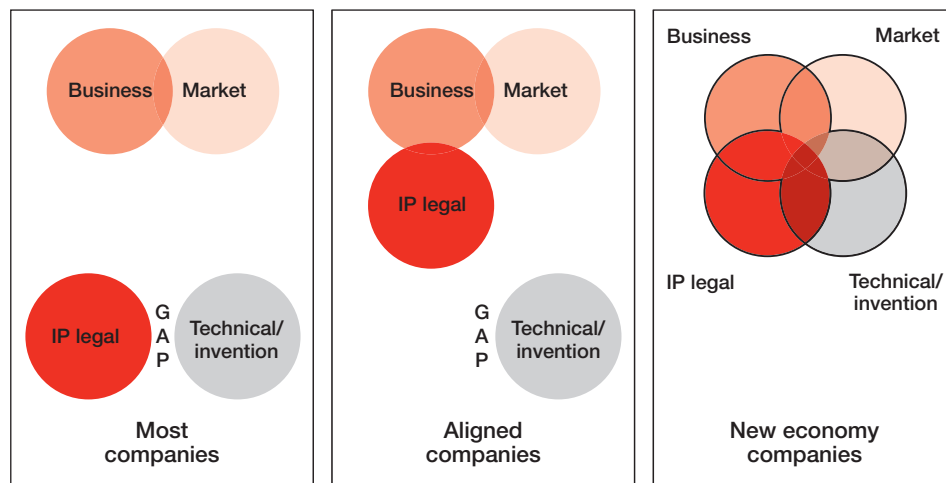 Business Market
IP legal
G
A
P
Technical/
invention
Most
companies
Business Market
IP legal
G
A
P
Technical/
invention
Aligned
companies
Business Market
IP legal Technical/
invention
New economy
companies